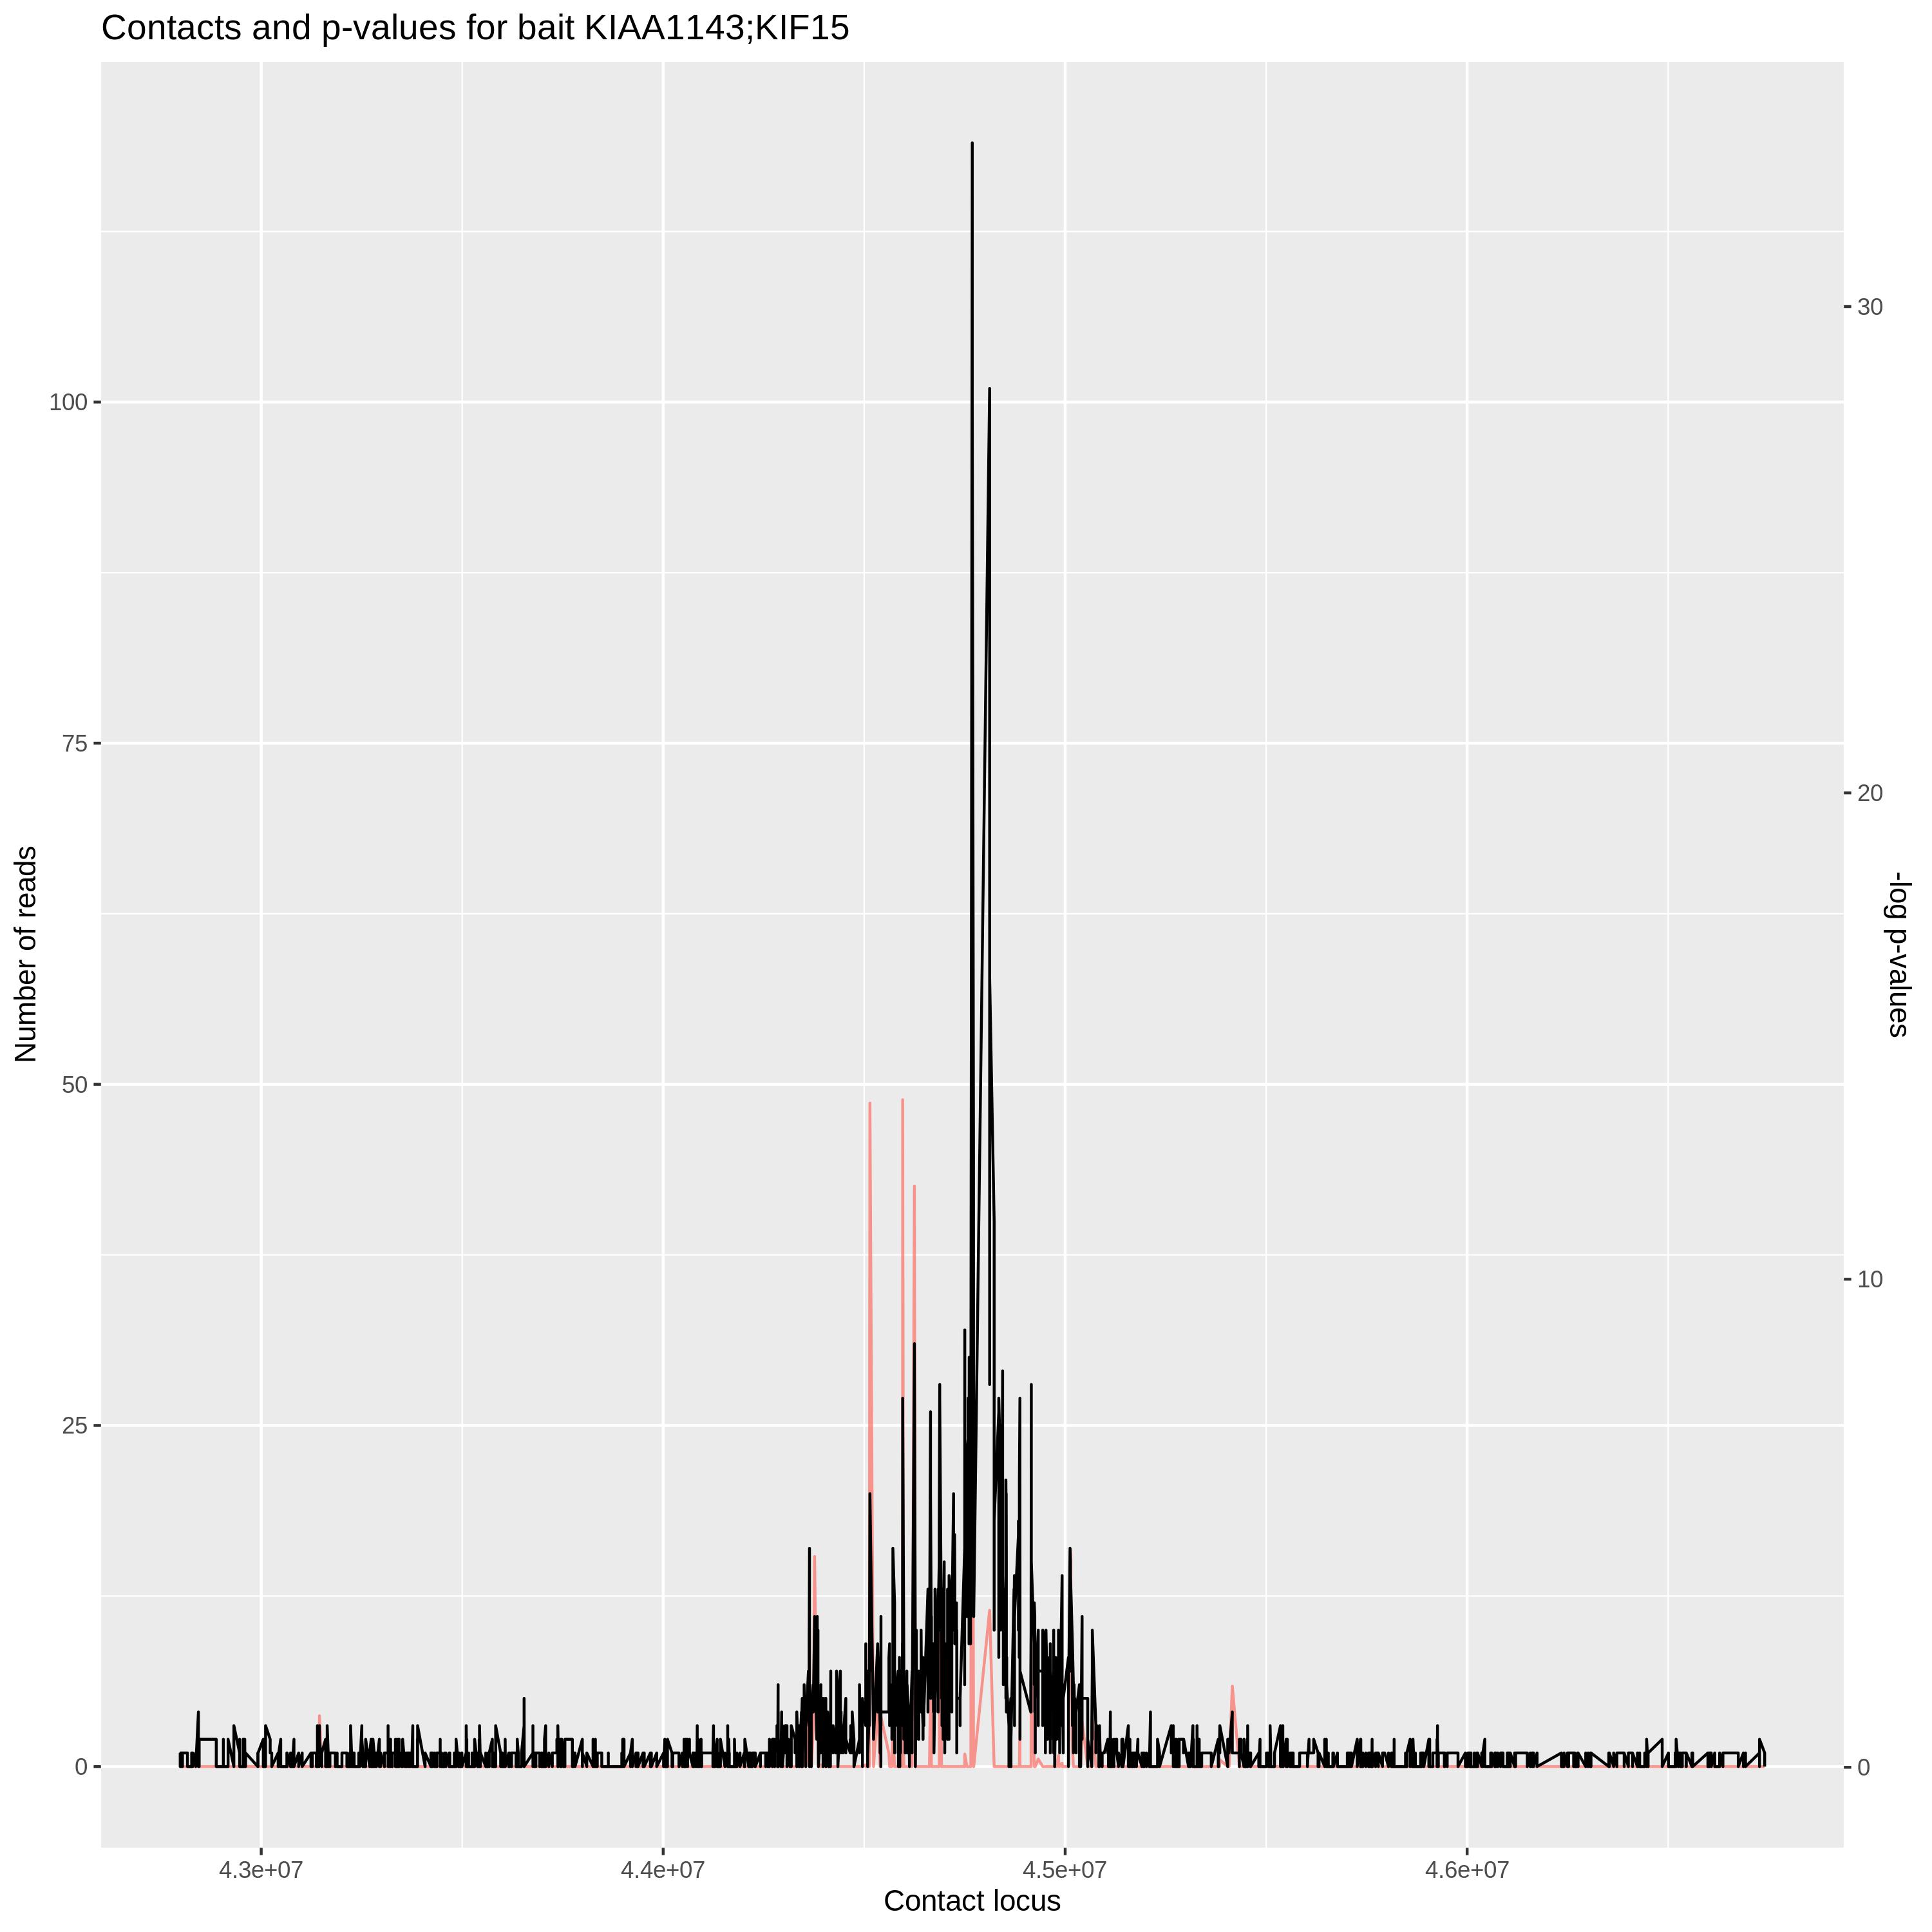 Contacts and p-values for bait KIAA1143;KIF15
100
75
50
25
0
Number of reads
30
20
10
0
-log p-values
4.3e+07
4.4e+07
4.5e+07
4.6e+07
Contact locus